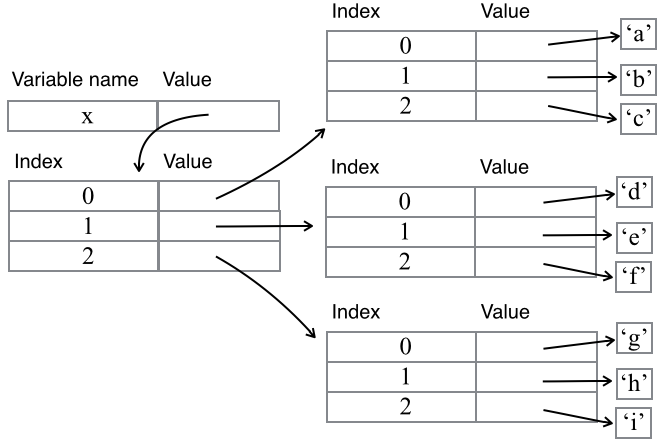 Variable name Value
x
Index Value
0
1
2
Index Value
0 ‘a’
1 ‘b’
2 ‘c’
Index Value
0 ‘d’
1 ‘e’
2 ‘f’
Index Value
0 ‘g’
1 ‘h’
2 ‘i’